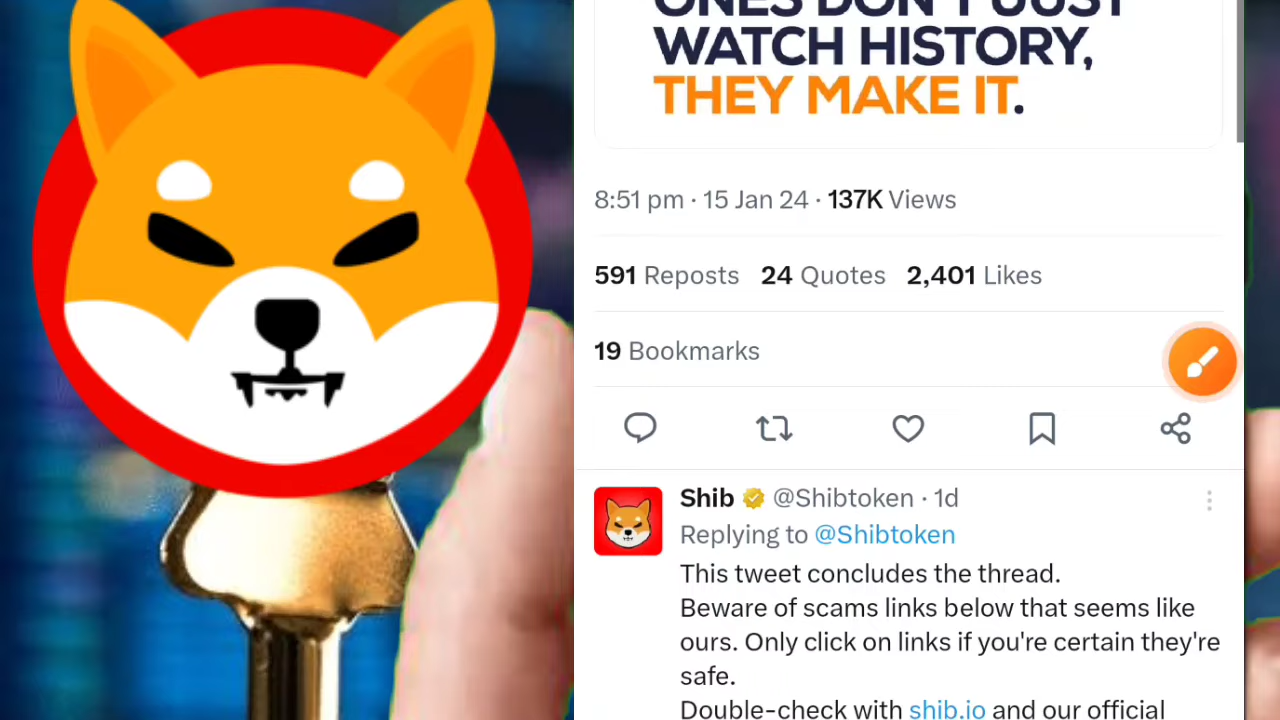 ONES DON'T JUST
WATCH HISTORY,
THEY MAKE IT.
8:51 pm · 15 Jan 24 · 137K Views
591 Reposts 24 Quotes 2,401 Likes
19 Bookmarks
Shib @Shibtoken · 1d
Replying to @Shibtoken
This tweet concludes the thread.
Beware of scams links below that seems like
ours. Only click on links if you're certain they're
safe.
Double-check with shib.io and our official